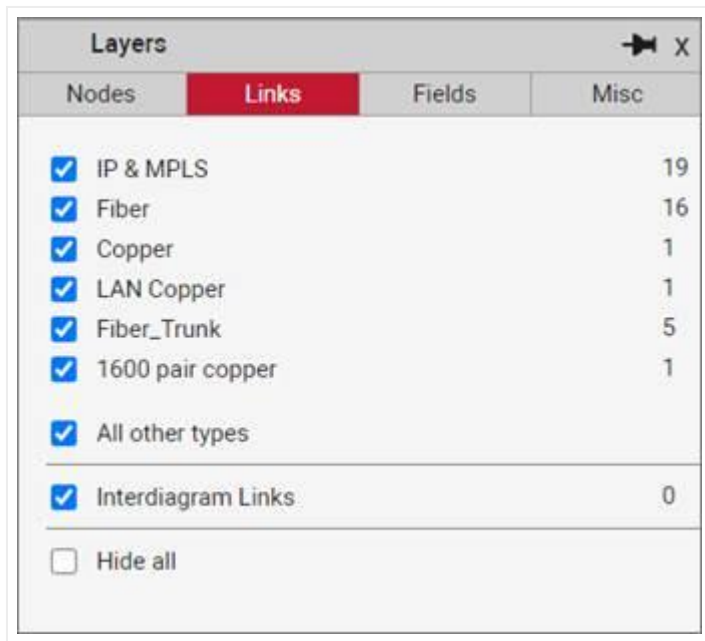 Layers X
Nodes Links Fields Misc
IP & MPLS 19
Fiber 16
Copper 1
LAN Copper 1
Fiber_Trunk 5
1600 pair copper 1
All other types
Interdiagram Links 0
Hide all